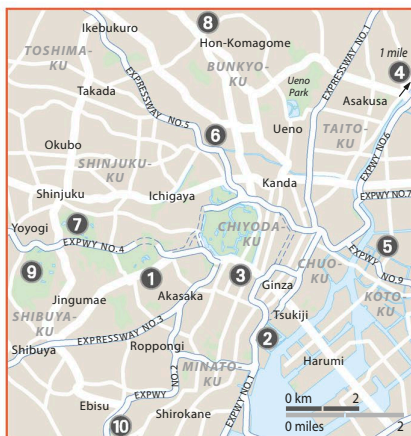 Ikebukuro
8
Hon-Komagome
TOSHIMA-
KU
BUNKYO-
KU
EXPRESSWAY NO.1
1 mile
4
Takada
Ueno
Park
Asakusa
EXPRESSWAY NO.5
6
Ueno
TAITO-
KU
EXPWY NO.6
Okubo
SHINJUKU-
KU
Kanda
Shinjuku
Ichigaya
EXPWY NO.7
Yoyogi
7
CHIYODA-
KU
EXPWY NO.4
5
9
1
3
CHUO-
KU
EXPWY
NO.9
Jingumae
Akasaka
Ginza
KOTO-
KU
SHIBUYA-
KU
Tsukiji
EXPRESSWAY NO.3
2
Shibuya
Roppongi
Harumi
MINATO-
KU
EXPWY
NO.2
EXPWY NO.1
Ebisu
0 km 2
Shirokane
10
0 miles 2